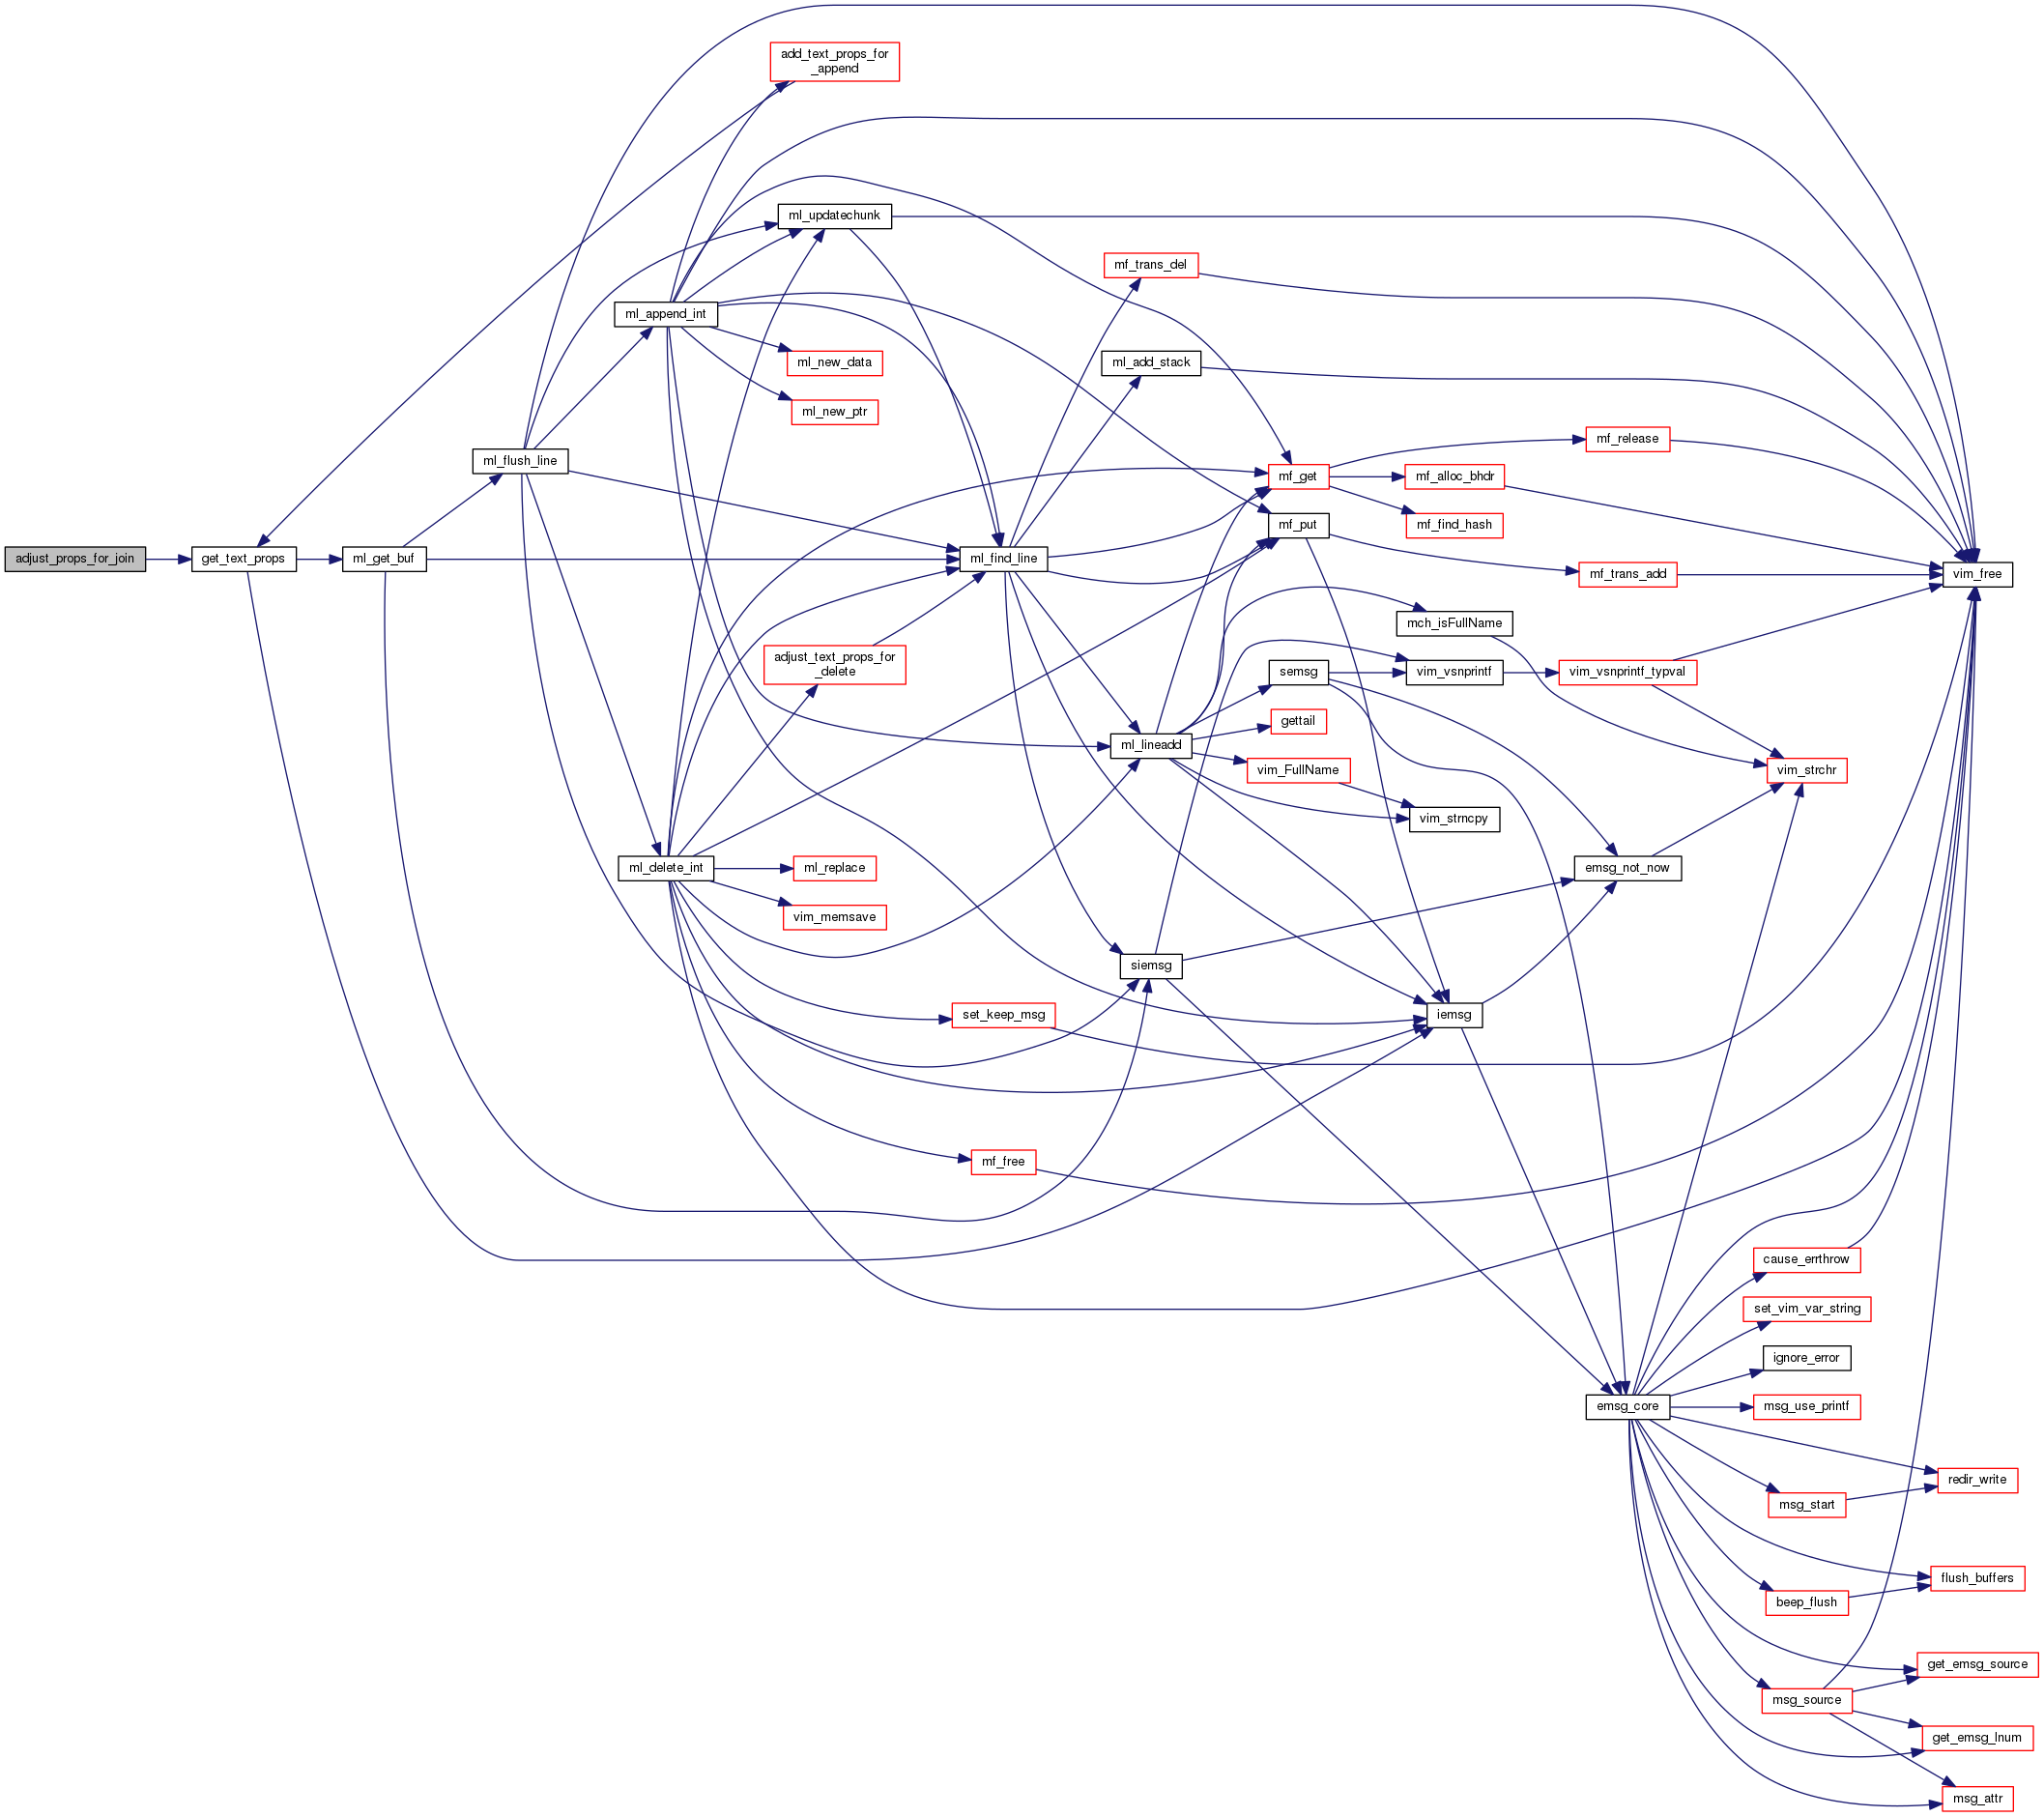 add_text_props_for
_append
ml_updatechunk
mf_trans_del
ml_append_int
ml_new_data
ml_add_stack
ml_new_ptr
mf_release
ml_flush_line
mf_get
mf_alloc_bhdr
mf_put
mf_find_hash
adjust_props_for_join
get_text_props
ml_get_buf
ml_find_line
mf_trans_add
vim_free
mch_isFullName
adjust_text_props_for
_delete
semsg
vim_vsnprintf
vim_vsnprintf_typval
gettail
ml_lineadd
vim_FullName
vim_strchr
vim_strncpy
ml_delete_int
ml_replace
emsg_not_now
vim_memsave
siemsg
set_keep_msg
iemsg
mf_free
cause_errthrow
set_vim_var_string
ignore_error
emsg_core
msg_use_printf
redir_write
msg_start
flush_buffers
beep_flush
get_emsg_source
msg_source
get_emsg_lnum
msg_attr